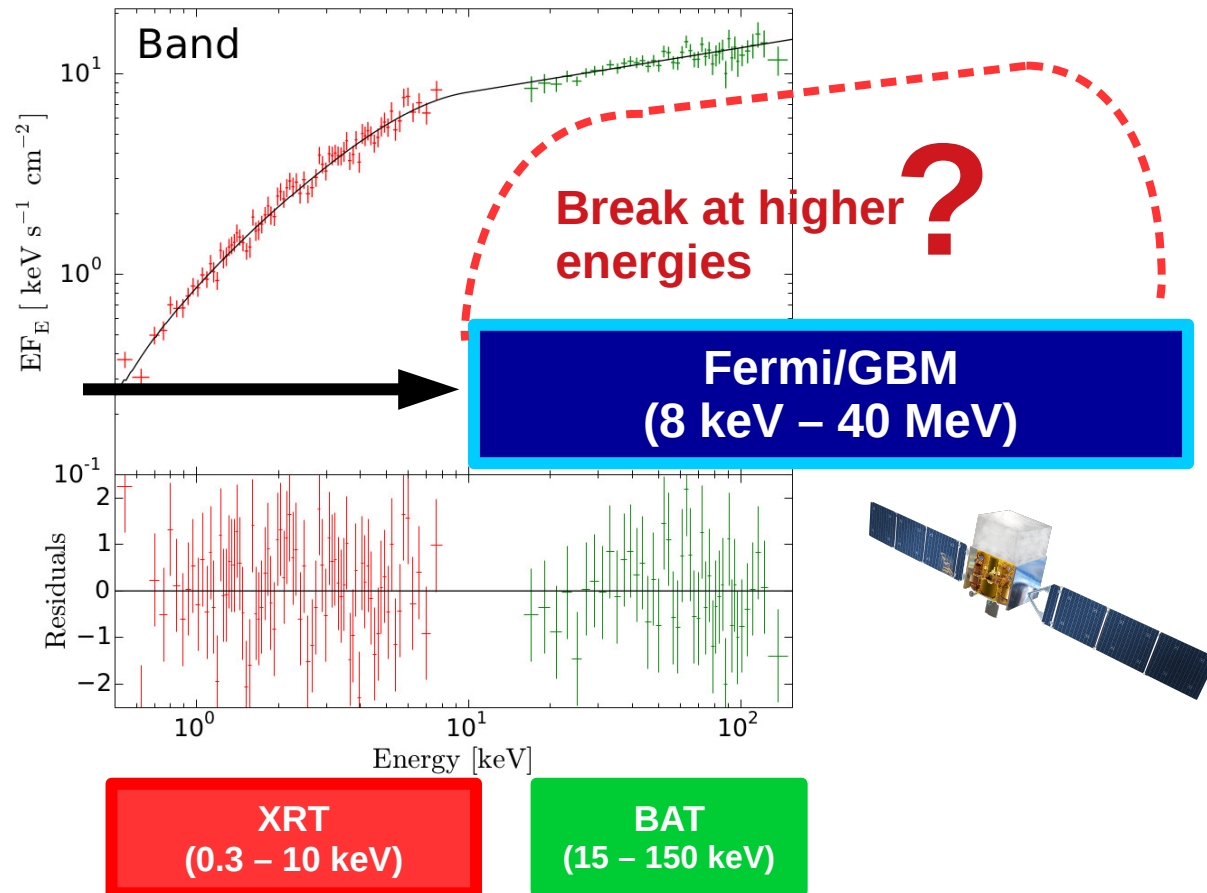 Band
10^1
10^0
10^-1
EF_E [ keV s^-1 cm^-2 ]
?
Break at higher
energies
Fermi/GBM
(8 keV – 40 MeV)
2
1
0
−1
−2
Residuals
10^0
10^1
10^2
Energy [keV]
XRT
(0.3 – 10 keV)
BAT
(15 – 150 keV)